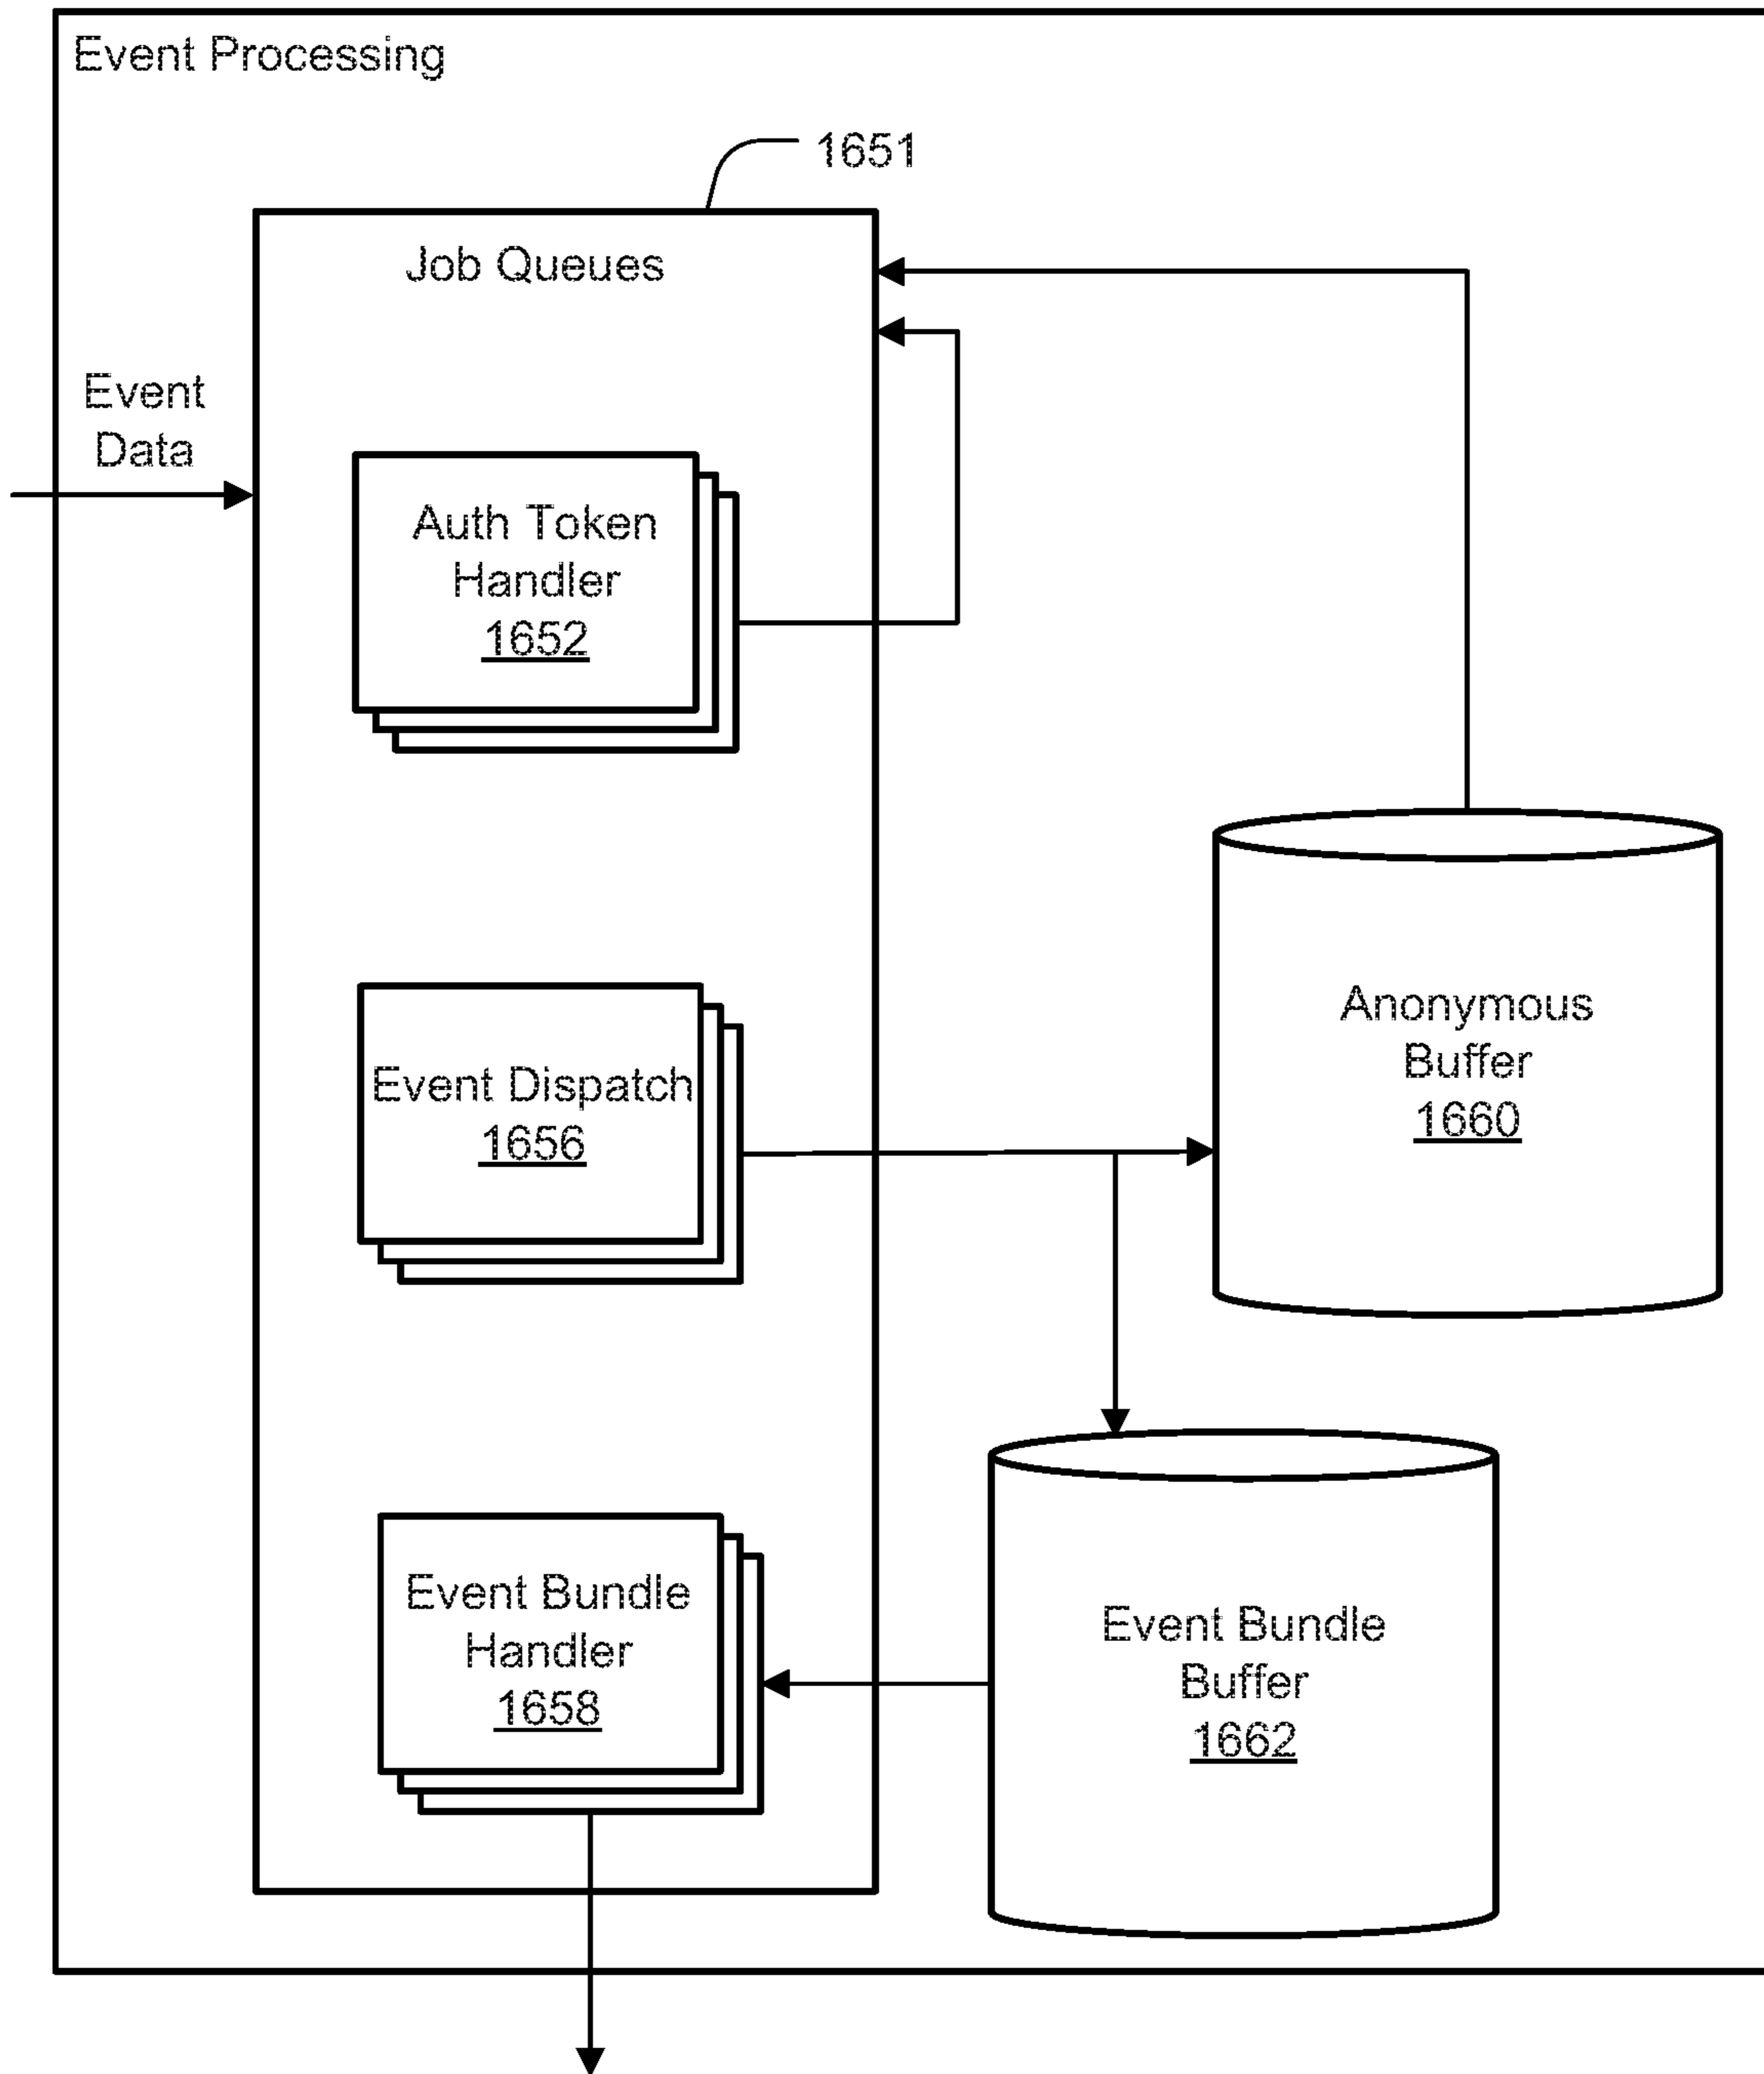 Event Processing
1651
Job Queues
Event
Data
Auth Token
Handler
1652
Anonymous
Buffer
1660
Event Dispatch
1656
Event Bundle
Handler
1658
Event Bundle
Buffer
1662